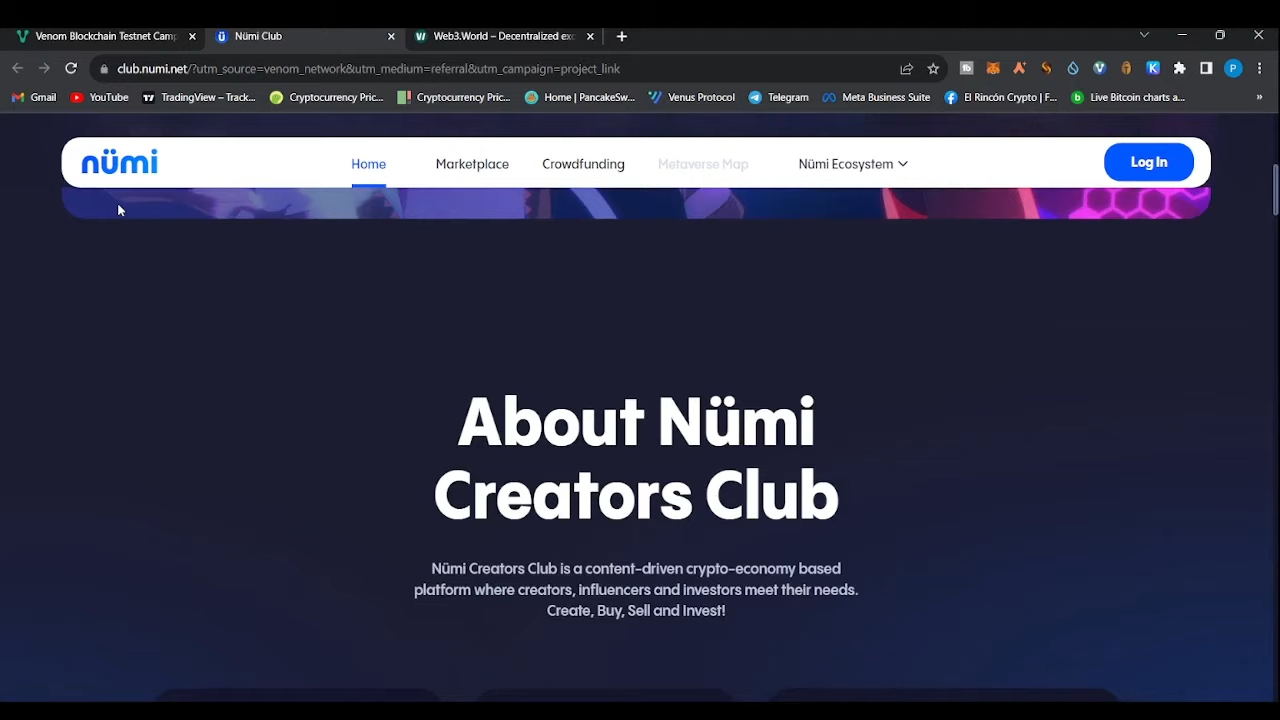 Venom Blockchain Testnet Camp
Nümi Club
Web3.World – Decentralized exc
club.numi.net/?utm_source=venom_network&utm_medium=referral&utm_campaign=project_link
P
Gmail
YouTube
TradingView – Track...
Cryptocurrency Pric...
Cryptocurrency Pric...
Home | PancakeSw...
Venus Protocol
Telegram
Meta Business Suite
El Rincón Crypto | F...
Live Bitcoin charts a...
»
nümi
Home
Marketplace
Crowdfunding
Metaverse Map
Nümi Ecosystem
Log In
About Nümi
Creators Club
Nümi Creators Club is a content-driven crypto-economy based
platform where creators, influencers and investors meet their needs.
Create, Buy, Sell and Invest!